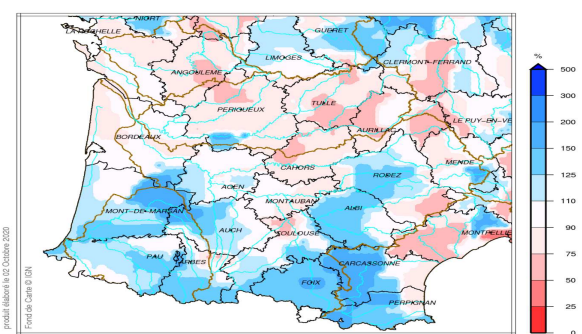 NIORT
GUERET
LA ROCHELLE
LIMOGES
CLERMONT-FERRAND
ANGOULEME
PERIGUEUX
TULLE
LE PUY-EN-VE
BORDEAUX
AURILLAC
MENDE
CAHORS
RODEZ
AGEN
MONTAUBAN
ALBI
MONT-DE-MARSAN
AUCH
TOULOUSE
MONTPELLIE
PAU
TARBES
CARCASSONNE
FOIX
PERPIGNAN
%
500
300
200
150
110
90
75
50
25
0
produit élaboré le 02 Octobre 2020
Fond de Carte © IGN